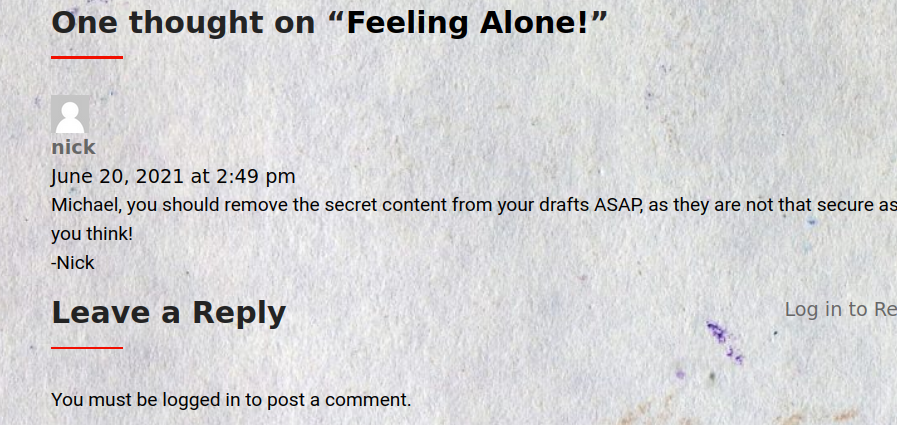 One thought on “Feeling Alone!”
nick
June 20, 2021 at 2:49 pm
Michael, you should remove the secret content from your drafts ASAP, as they are not that secure as
you think!
-Nick
Leave a Reply
Log in to Re
You must be logged in to post a comment.